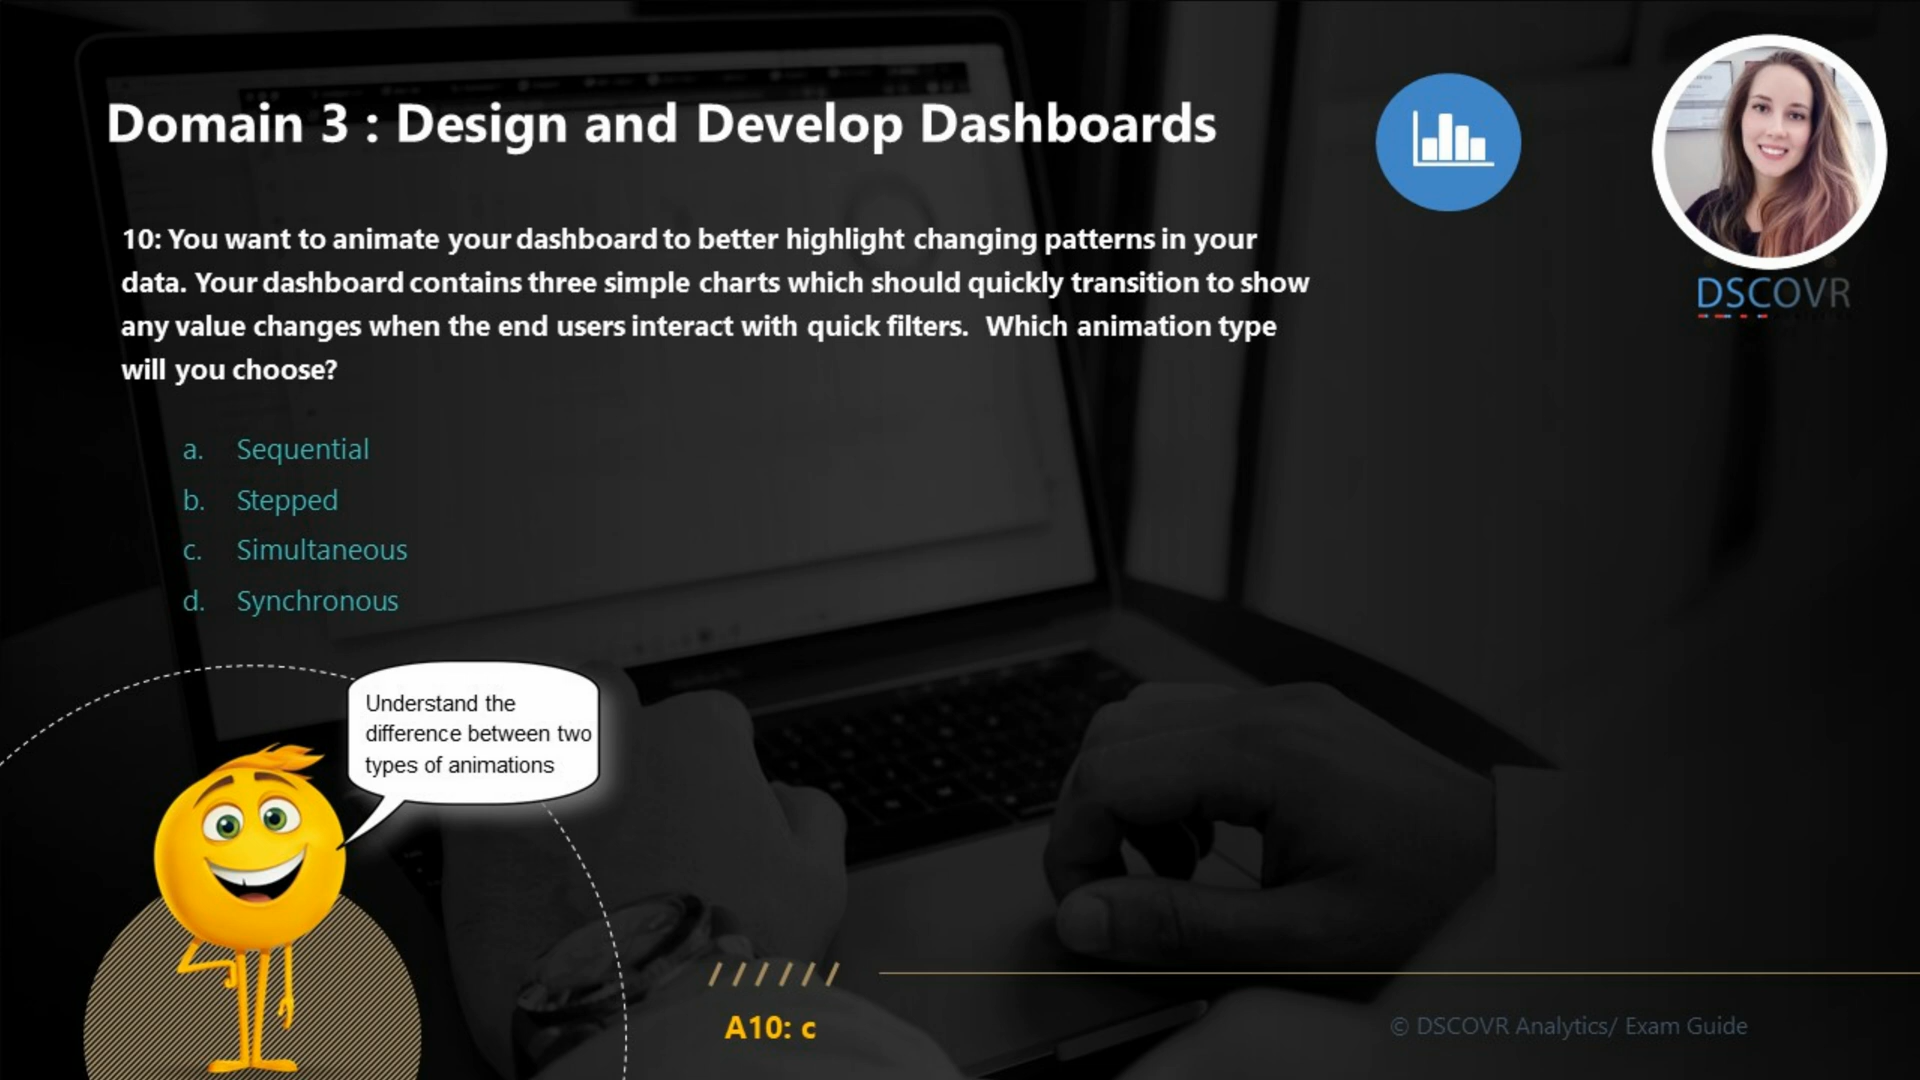 Domain 3 : Design and Develop Dashboards
10: You want to animate your dashboard to better highlight changing patterns in your
data. Your dashboard contains three simple charts which should quickly transition to show
any value changes when the end users interact with quick filters.  Which animation type
will you choose?
a. Sequential
b. Stepped
c. Simultaneous
d. Synchronous
DSCOVR
Understand the
difference between two
types of animations
A10: c
© DSCOVR Analytics/ Exam Guide